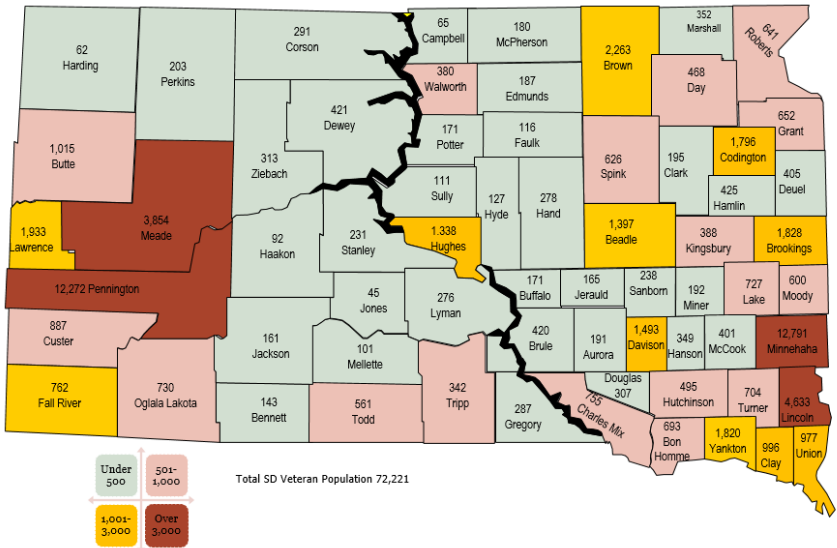 62
Harding
203
Perkins
291
Corson
65
Campbell
180
McPherson
2,263
Brown
352
Marshall
641
Roberts
380
Walworth
187
Edmunds
468
Day
421
Dewey
171
Potter
116
Faulk
652
Grant
1,015
Butte
313
Ziebach
626
Spink
195
Clark
1,796
Codington
405
Deuel
425
Hamlin
111
Sully
127
Hyde
278
Hand
1,933
Lawrence
3,854
Meade
92
Haakon
231
Stanley
1.338
Hughes
1,397
Beadle
388
Kingsbury
1,828
Brookings
12,272 Pennington
45
Jones
276
Lyman
171
Buffalo
165
Jerauld
238
Sanborn
192
Miner
727
Lake
600
Moody
887
Custer
161
Jackson
101
Mellette
420
Brule
191
Aurora
1,493
Davison
349
Hanson
401
McCook
12,791
Minnehaha
762
Fall River
730
Oglala Lakota
143
Bennett
561
Todd
342
Tripp
287
Gregory
755
Charles Mix
Douglas
307
495
Hutchinson
704
Turner
4,633
Lincoln
693
Bon
Homme
1,820
Yankton
996
Clay
977
Union
Under
500
501-
1,000
1,001-
3,000
Over
3,000
Total SD Veteran Population 72,221